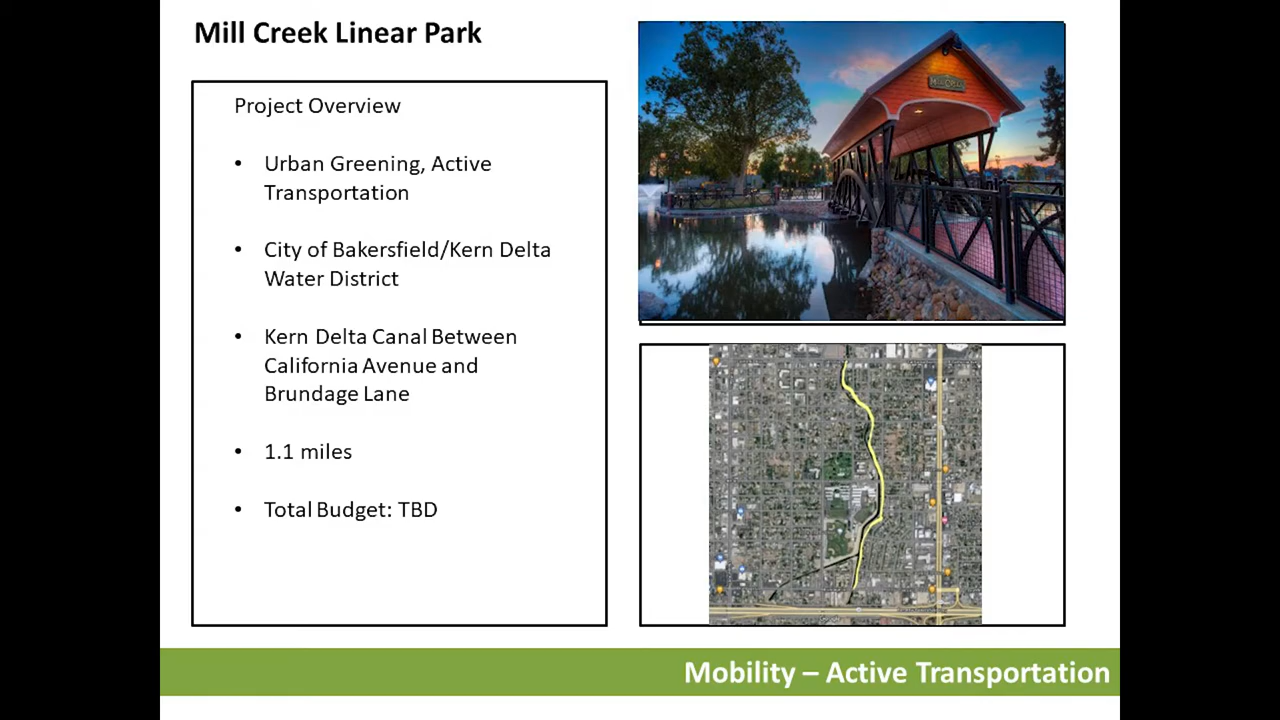 Mill Creek Linear Park
Project Overview
• Urban Greening, Active
Transportation
• City of Bakersfield/Kern Delta
Water District
• Kern Delta Canal Between
California Avenue and
Brundage Lane
• 1.1 miles
• Total Budget: TBD
Mobility – Active Transportation